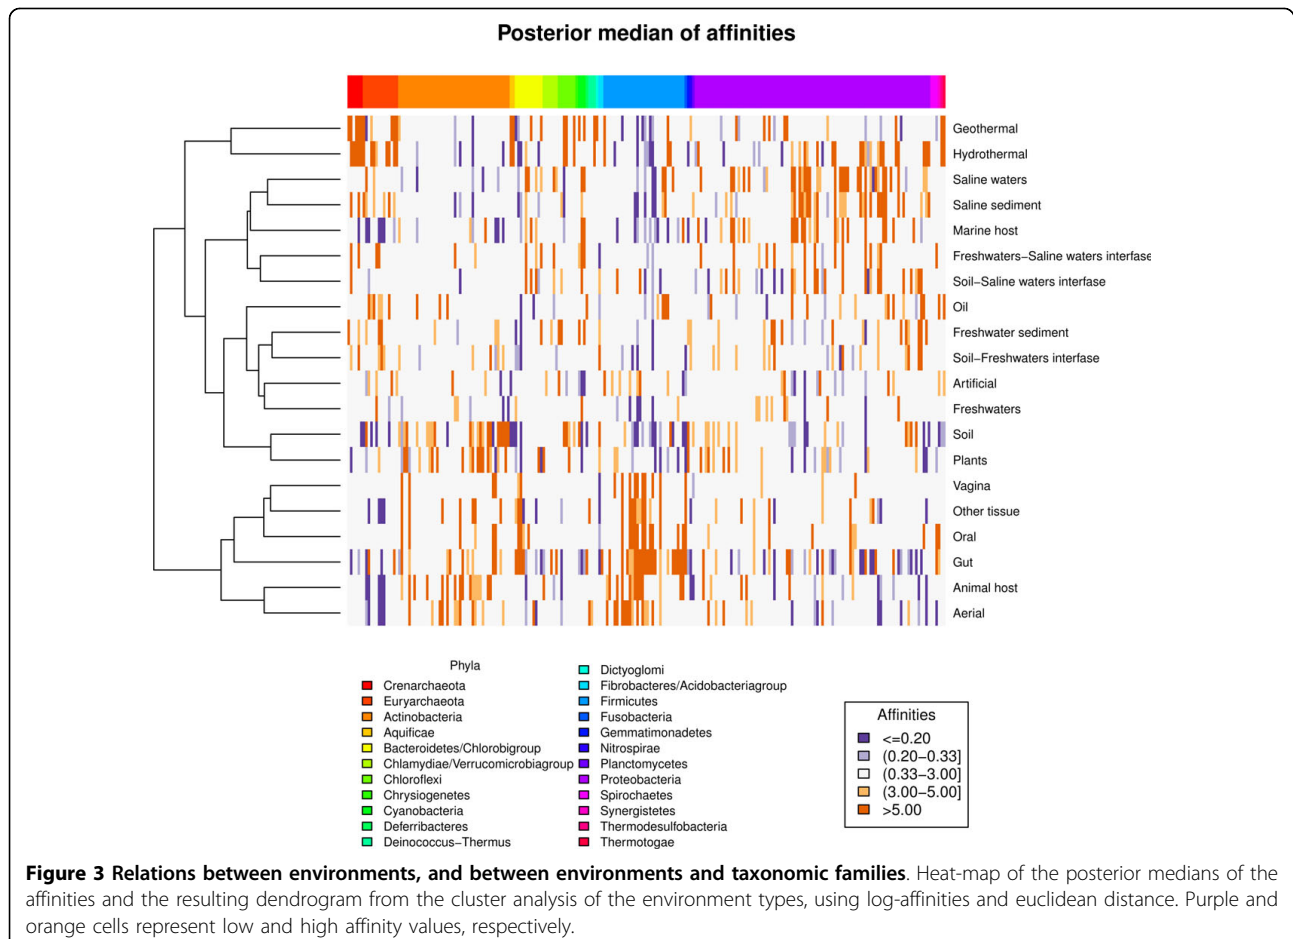 Posterior median of affinities
Geothermal
Hydrothermal
Saline waters
Saline sediment
Marine host
Freshwaters−Saline waters interfase
Soil−Saline waters interfase
Oil
Freshwater sediment
Soil−Freshwaters interfase
Artificial
Freshwaters
Soil
Plants
Vagina
Other tissue
Oral
Gut
Animal host
Aerial
Phyla
Crenarchaeota
Euryarchaeota
Actinobacteria
Aquificae
Bacteroidetes/Chlorobigroup
Chlamydiae/Verrucomicrobiagroup
Chloroflexi
Chrysiogenetes
Cyanobacteria
Deferribacteres
Deinococcus−Thermus
Dictyoglomi
Fibrobacteres/Acidobacteriagroup
Firmicutes
Fusobacteria
Gemmatimonadetes
Nitrospirae
Planctomycetes
Proteobacteria
Spirochaetes
Synergistetes
Thermodesulfobacteria
Thermotogae
Affinities
<=0.20
(0.20−0.33]
(0.33−3.00]
(3.00−5.00]
>5.00
Figure 3 Relations between environments, and between environments and taxonomic families. Heat-map of the posterior medians of the
affinities and the resulting dendrogram from the cluster analysis of the environment types, using log-affinities and euclidean distance. Purple and
orange cells represent low and high affinity values, respectively.